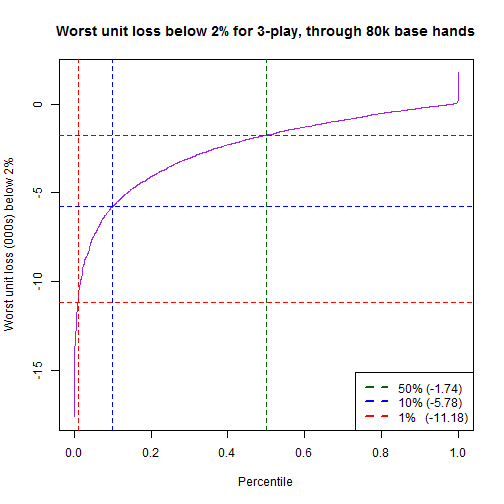 Worst unit loss below 2% for 3-play, through 80k base hands
Worst unit loss (000s) below 2%
0
-5
-10
-15
50% (-1.74)
10% (-5.78)
1% (-11.18)
0.0 0.2 0.4 0.6 0.8 1.0
Percentile